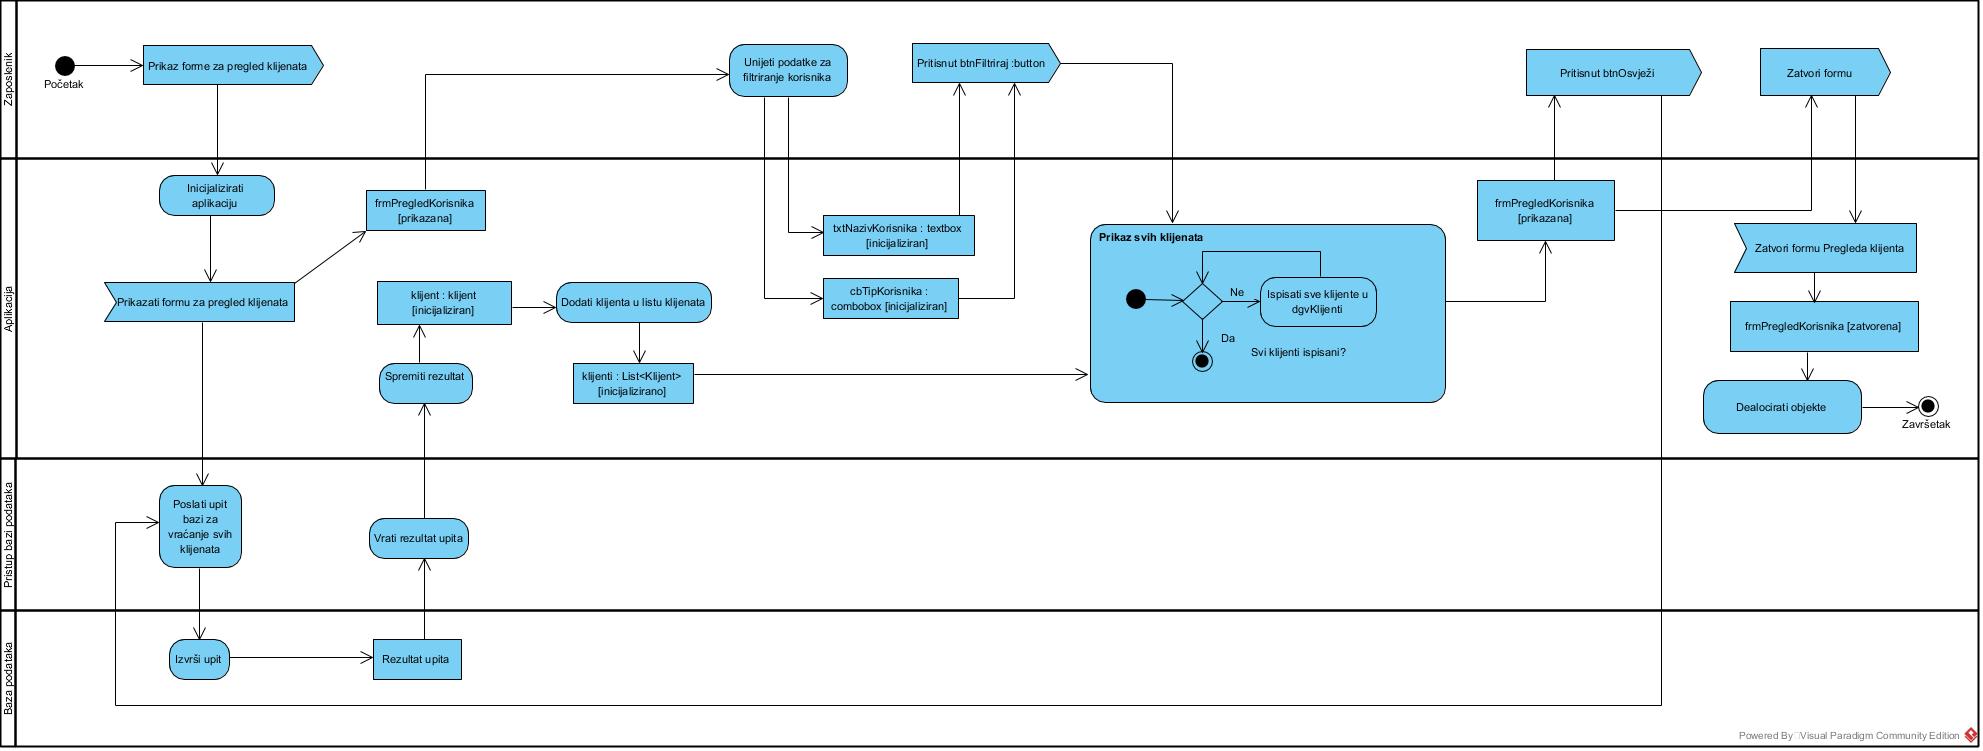 Zaposlenik
Početak
Prikaz forme za pregled klijenata
Unijeti podatke za
filtriranje korisnika
Pritisnut btnFiltriraj :button
Pritisnut btnOsvježi
Zatvori formu
Aplikacija
Inicijalizirati
aplikaciju
frmPregledKorisnika
[prikazana]
Prikazati formu za pregled klijenata
klijent : klijent
[inicijaliziran]
Dodati klijenta u listu klijenata
Spremiti rezultat
klijenti : List<Klijent>
[inicijalizirano]
txtNazivKorisnika : textbox
[inicijaliziran]
cbTipKorisnika :
combobox [inicijaliziran]
Prikaz svih klijenata
Ne
Ispisati sve klijente u
dgvKlijenti
Da
Svi klijenti ispisani?
frmPregledKorisnika
[prikazana]
Zatvori formu Pregleda klijenta
frmPregledKorisnika [zatvorena]
Dealocirati objekte
Završetak
Pristup bazi podataka
Poslati upit
bazi za
vraćanje svih
klijenata
Vrati rezultat upita
Baza podataka
Izvrši upit
Rezultat upita
Powered By Visual Paradigm Community Edition